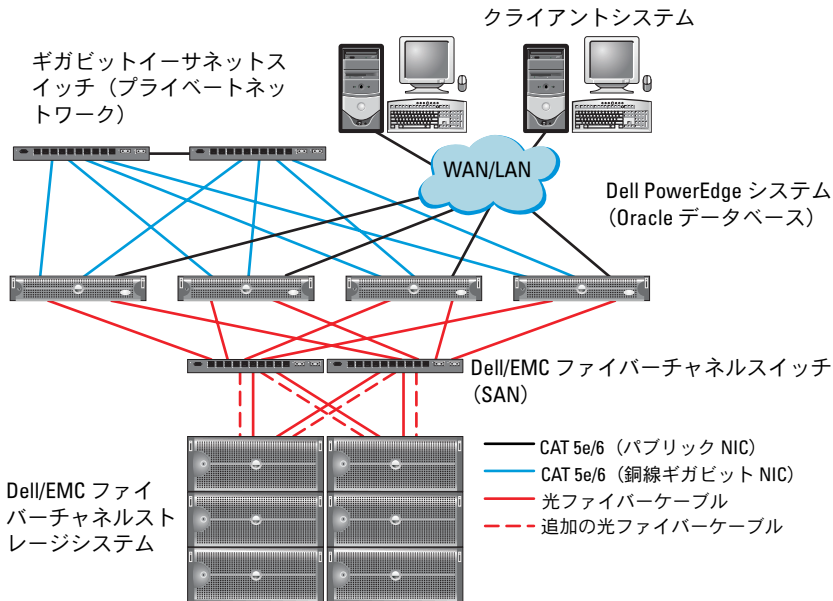 クライアントシステム
ギガビットイーサネットス
イッチ（プライベートネッ
トワーク）
WAN/LAN
Dell PowerEdge システム
（Oracle データベース）
Dell/EMC ファイバーチャネルスイッチ
（SAN）
Dell/EMC ファイ
バーチャネルスト
レージシステム
CAT 5e/6（パブリック NIC）
CAT 5e/6（銅線ギガビット NIC）
光ファイバーケーブル
追加の光ファイバーケーブル